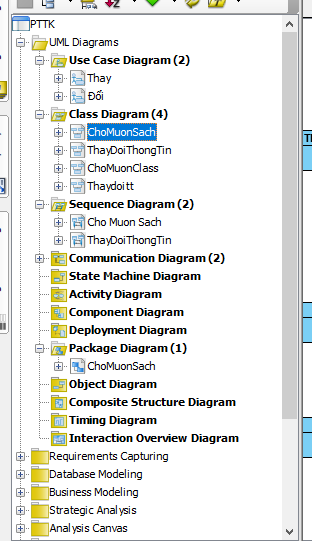 PTTK
UML Diagrams
Use Case Diagram (2)
Thay
Đổi
Class Diagram (4)
ChoMuonSach
ThayDoiThongTin
ChoMuonClass
Thaydoitt
Sequence Diagram (2)
Cho Muon Sach
ThayDoiThongTin
Communication Diagram (2)
State Machine Diagram
Activity Diagram
Component Diagram
Deployment Diagram
Package Diagram (1)
ChoMuonSach
Object Diagram
Composite Structure Diagram
Timing Diagram
Interaction Overview Diagram
Requirements Capturing
Database Modeling
Business Modeling
Strategic Analysis
Analysis Canvas